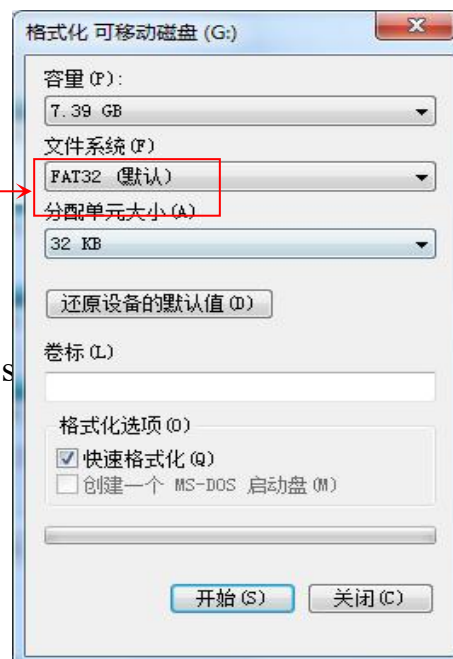 格式化 可移动磁盘 (G:)
容量(P):
7.39 GB
文件系统(F)
FAT32 (默认)
分配单元大小(A)
32 KB
还原设备的默认值(D)
卷标(L)
S
格式化选项(O)
快速格式化(Q)
创建一个 MS-DOS 启动盘(M)
开始(S)
关闭(C)